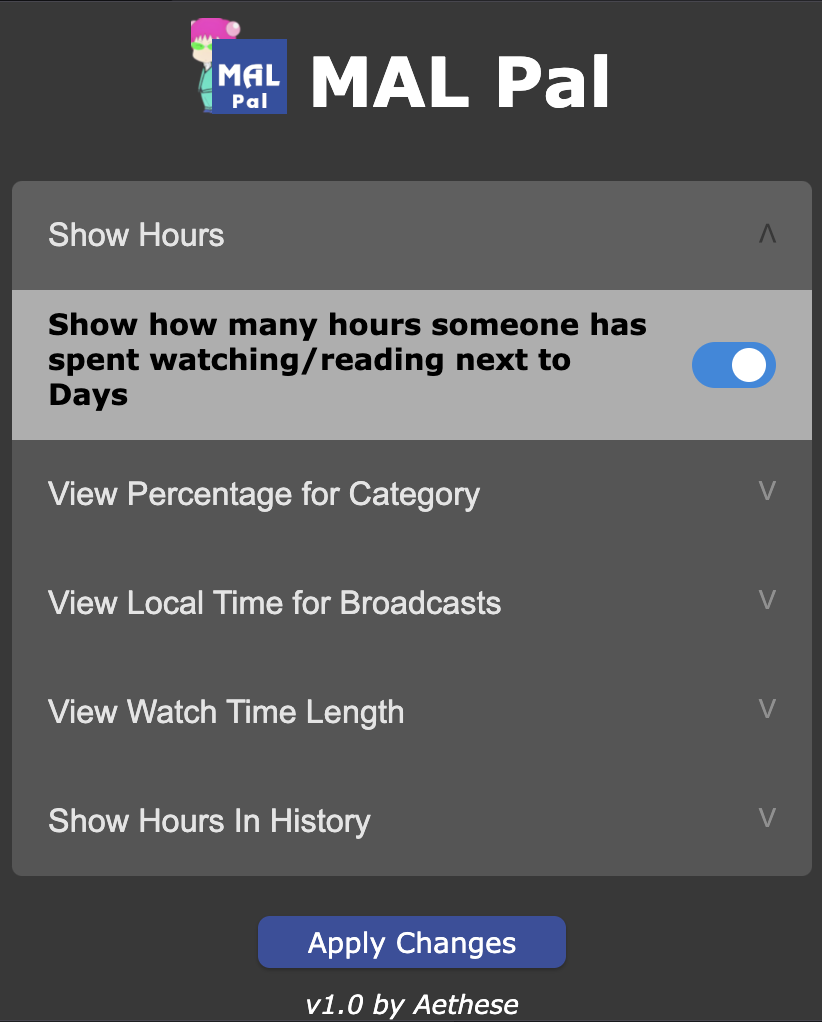 MAL
Pal
MAL Pal
Show Hours
Show how many hours someone has
spent watching/reading next to
Days
View Percentage for Category
View Local Time for Broadcasts
View Watch Time Length
Show Hours In History
Apply Changes
v1.0 by Aethese